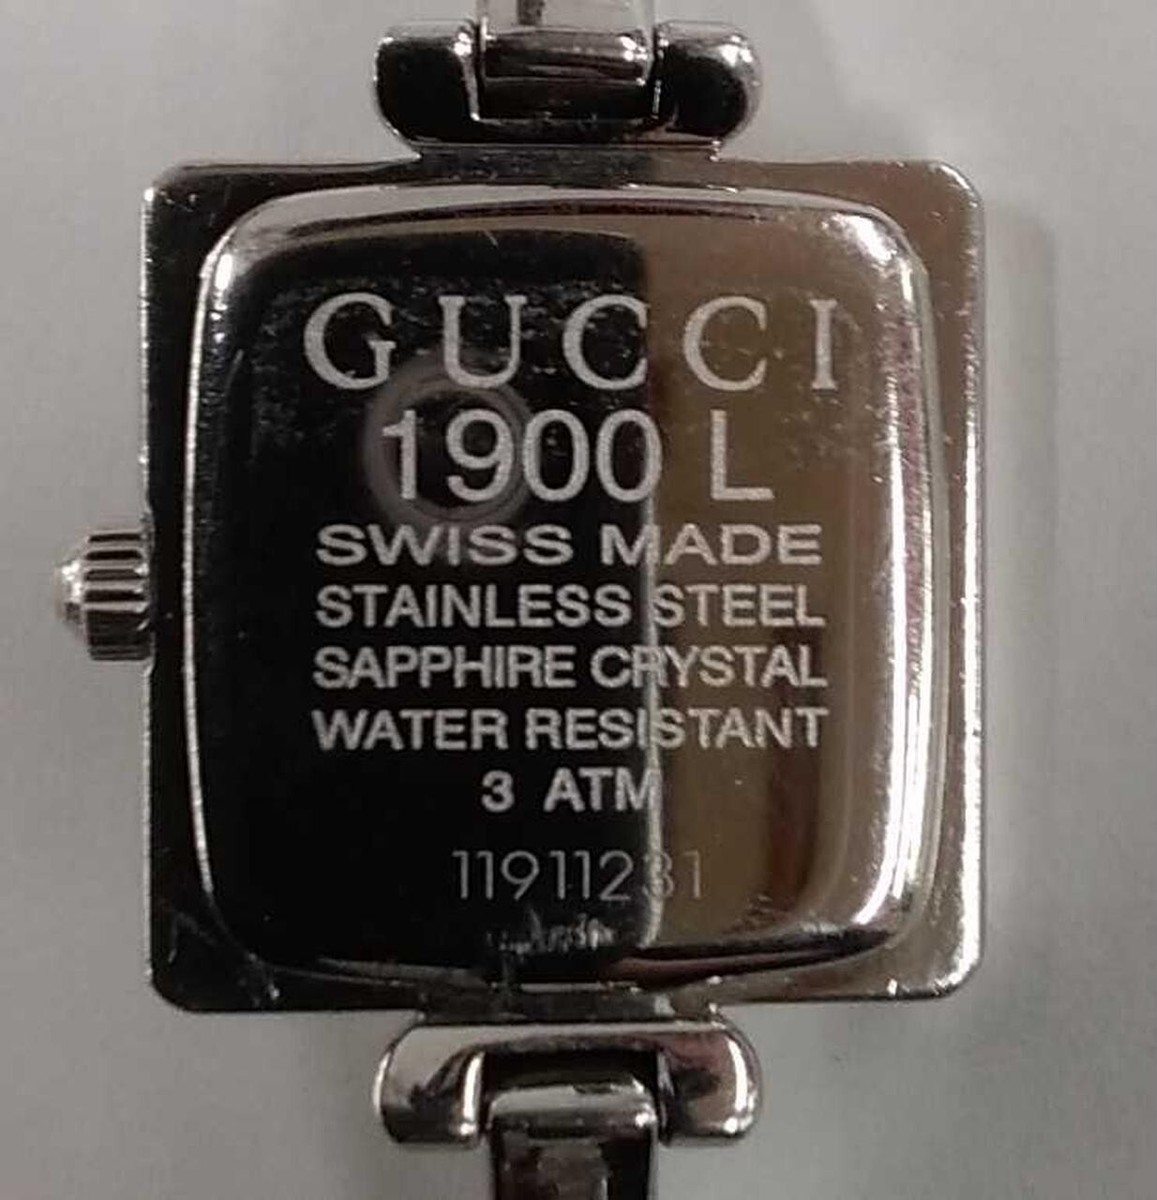 GUCCI
1900 L
SWISS MADE
STAINLESS STEEL
SAPPHIRE CRYSTAL
WATER RESISTANT
3 ATM
11911231